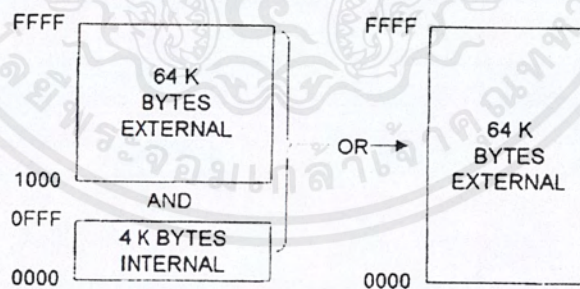 FFFF
64 K
BYTES
EXTERNAL
1000
AND
0FFF
4 K BYTES
INTERNAL
0000
OR
FFFF
64 K
BYTES
EXTERNAL
0000